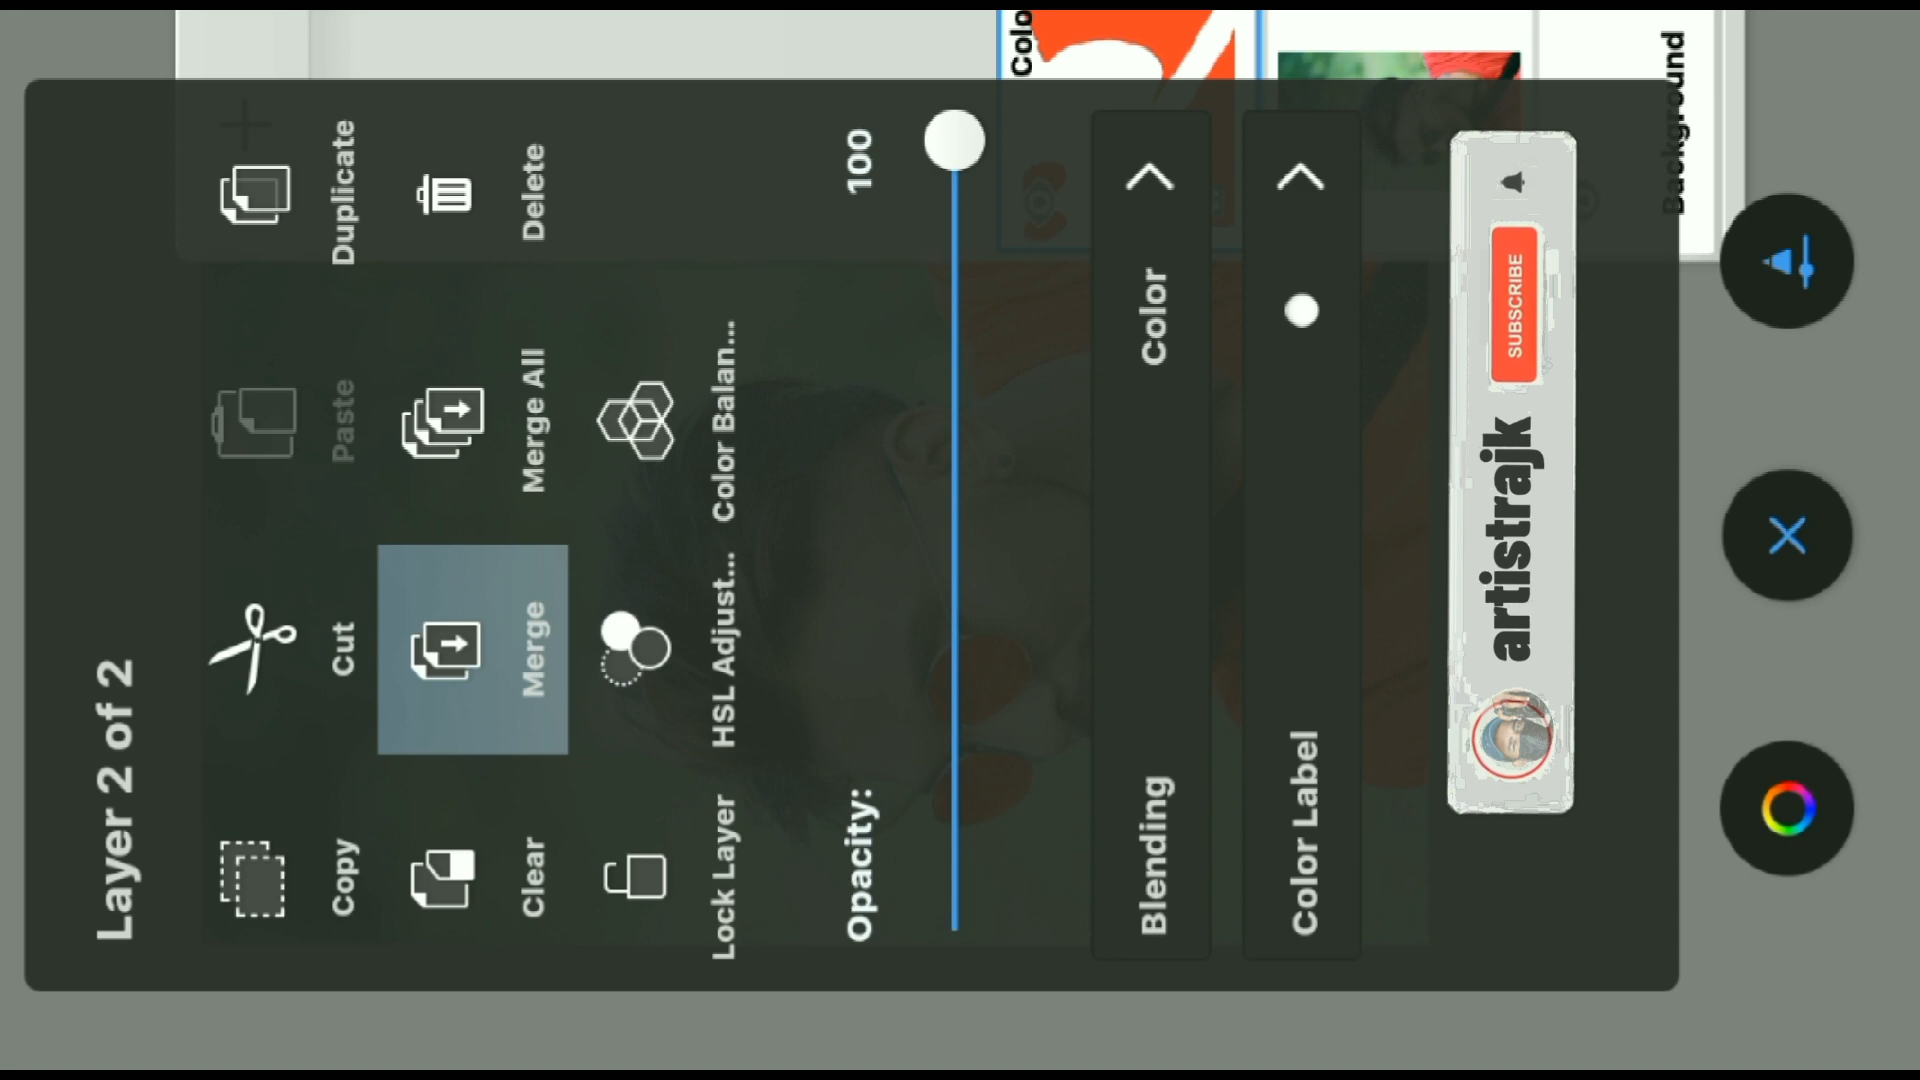 Layer 2 of 2
Copy
Cut
Paste
Duplicate
Clear
Merge
Merge All
Delete
Lock Layer
HSL Adjust...
Color Balan...
Opacity:
100
Blending
Color
Color Label
artistrajk
SUBSCRIBE
Colo
Background